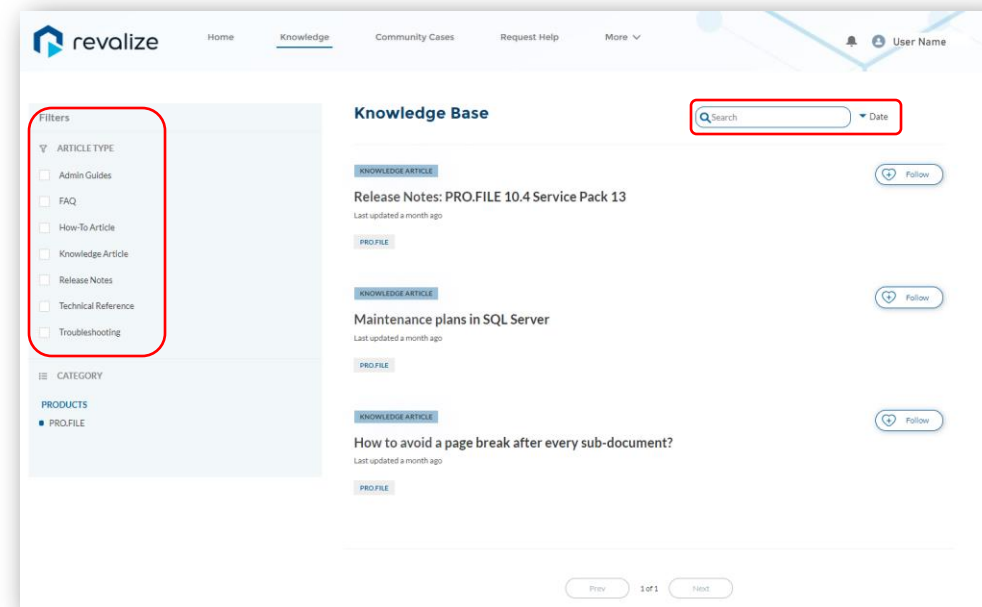 revalize
Home Knowledge Community Cases Request Help More
User Name
Filters
ARTICLE TYPE
Admin Guides
FAQ
How-To Article
Knowledge Article
Release Notes
Technical Reference
Troubleshooting
CATEGORY
PRODUCTS
PRO.FILE
Knowledge Base
Search
Date
KNOWLEDGE ARTICLE
Follow
Release Notes: PRO.FILE 10.4 Service Pack 13
Last updated a month ago
PRO.FILE
KNOWLEDGE ARTICLE
Follow
Maintenance plans in SQL Server
Last updated a month ago
PRO.FILE
KNOWLEDGE ARTICLE
Follow
How to avoid a page break after every sub-document?
Last updated a month ago
PRO.FILE
Prev 1 of 1 Next